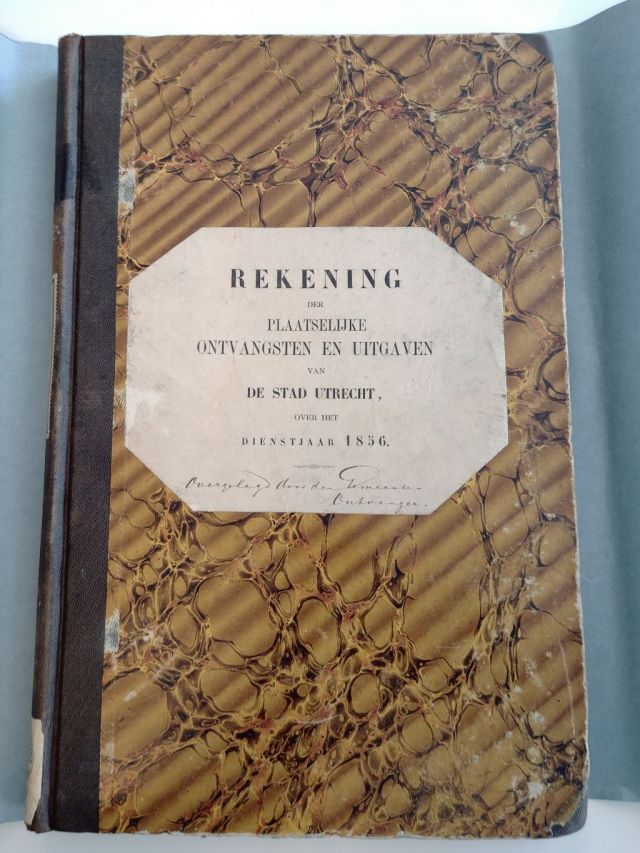 REKENING
DER
PLAATSELIJKE
ONTVANGSTEN EN UITGAVEN
VAN
DE STAD UTRECHT,
OVER HET
DIENSTJAAR 1856.
Overgelegd door den Gemeente-
Ontvanger.